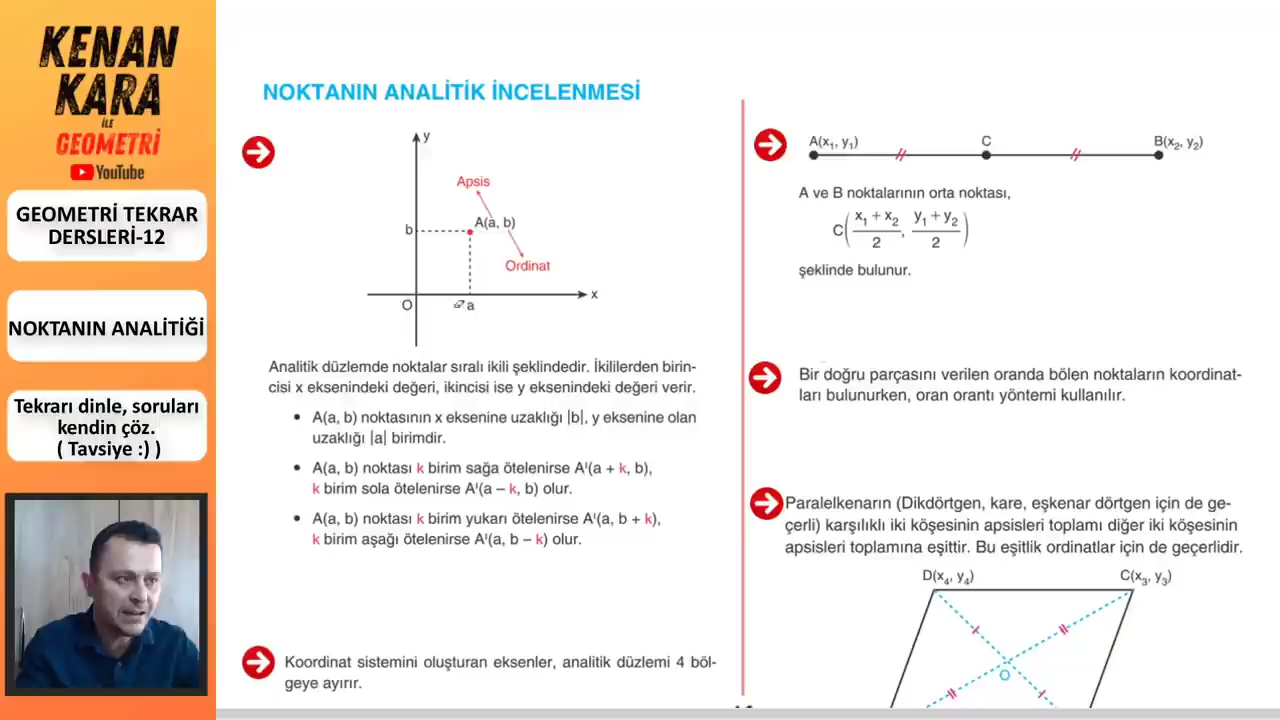 KENAN
KARA
İLE
GEOMETRİ
YouTube
GEOMETRİ TEKRAR
DERSLERİ-12
NOKTANIN ANALİTİĞİ
Tekrarı dinle, soruları
kendin çöz.
( Tavsiye :) )
NOKTANIN ANALİTİK İNCELENMESİ
y
Apsis
b
A(a, b)
Ordinat
O
a
x
Analitik düzlemde noktalar sıralı ikili şeklindedir. İkililerden birin-
cisi x eksenindeki değeri, ikincisi ise y eksenindeki değeri verir.
• A(a, b) noktasının x eksenine uzaklığı |b|, y eksenine olan
uzaklığı |a| birimdir.
• A(a, b) noktası k birim sağa ötelenirse Aˈ(a + k, b),
k birim sola ötelenirse Aˈ(a – k, b) olur.
• A(a, b) noktası k birim yukarı ötelenirse Aˈ(a, b + k),
k birim aşağı ötelenirse Aˈ(a, b – k) olur.
Koordinat sistemini oluşturan eksenler, analitik düzlemi 4 böl-
geye ayırır.
A(x₁, y₁) C B(x₂, y₂)
A ve B noktalarının orta noktası,
C((x₁ + x₂)/2, (y₁ + y₂)/2)
şeklinde bulunur.
Bir doğru parçasını verilen oranda bölen noktaların koordinat-
ları bulunurken, oran orantı yöntemi kullanılır.
Paralelkenarın (Dikdörtgen, kare, eşkenar dörtgen için de ge-
çerli) karşılıklı iki köşesinin apsisleri toplamı diğer iki köşesinin
apsisleri toplamına eşittir. Bu eşitlik ordinatlar için de geçerlidir.
D(x₄, y₄) C(x₃, y₃)
O